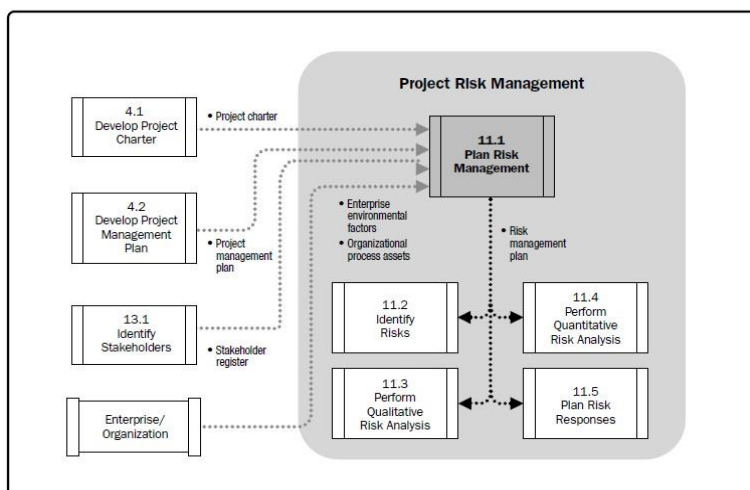 Project Risk Management
4.1
Develop Project
Charter
• Project charter
11.1
Plan Risk
Management
4.2
Develop Project
Management
Plan
• Project
management
plan
• Enterprise
environmental
factors
• Organizational
process assets
• Risk
management
plan
13.1
Identify
Stakeholders
• Stakeholder
register
11.2
Identify
Risks
11.4
Perform
Quantitative
Risk Analysis
11.3
Perform
Qualitative
Risk Analysis
11.5
Plan Risk
Responses
Enterprise/
Organization